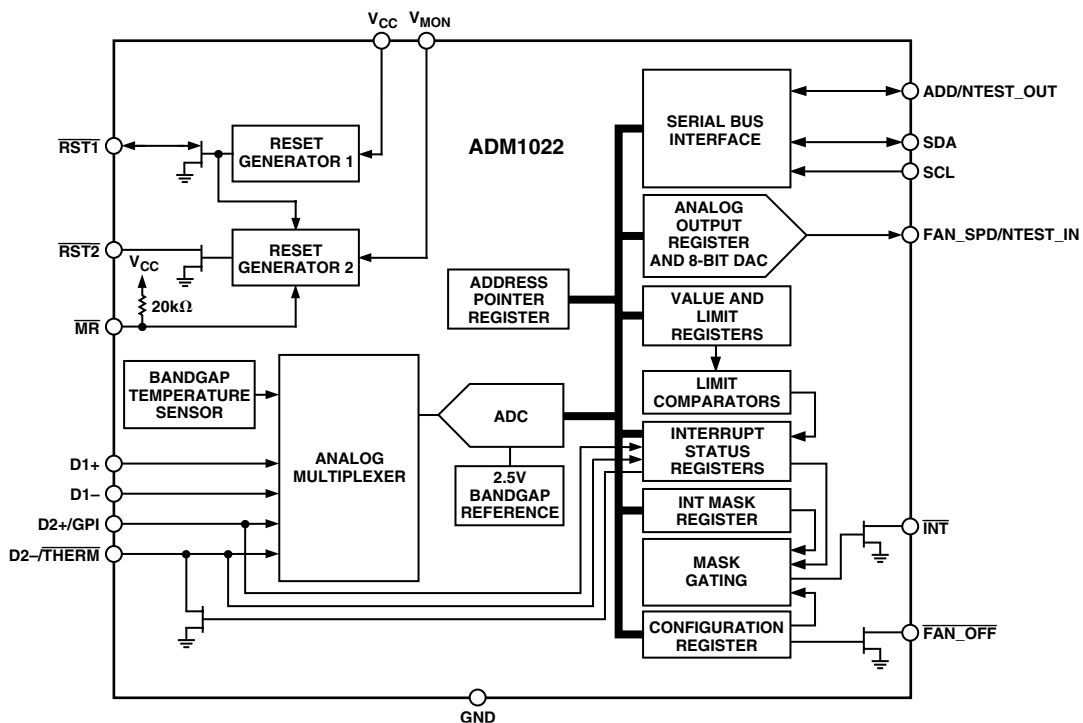 VCC
VMON
RST1
RESET
GENERATOR 1
ADM1022
SERIAL BUS
INTERFACE
ADD/NTEST_OUT
SDA
SCL
RST2
VCC
20kΩ
MR
RESET
GENERATOR 2
ANALOG
OUTPUT
REGISTER
AND 8-BIT DAC
FAN_SPD/NTEST_IN
ADDRESS
POINTER
REGISTER
VALUE AND
LIMIT
REGISTERS
BANDGAP
TEMPERATURE
SENSOR
ANALOG
MULTIPLEXER
ADC
2.5V
BANDGAP
REFERENCE
LIMIT
COMPARATORS
INTERRUPT
STATUS
REGISTERS
INT MASK
REGISTER
MASK
GATING
CONFIGURATION
REGISTER
D1+
D1–
D2+/GPI
D2–/THERM
INT
FAN_OFF
GND